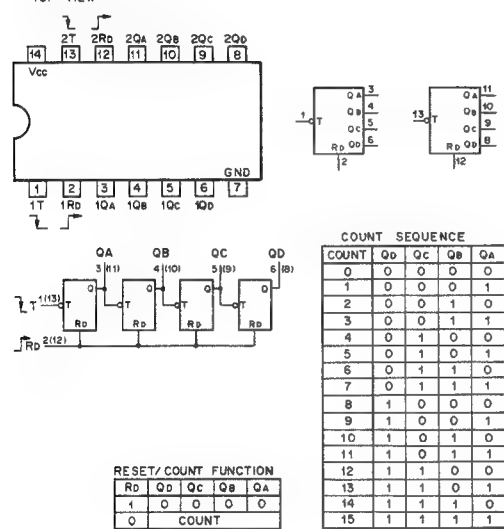 TOP VIEW
2T 2RD 2QA 2QB 2QC 2QD
14 13 12 11 10 9 8
Vcc
GND
1 2 3 4 5 6 7
1T 1RD 1QA 1QB 1QC 1QD
1 T QA 3
QB 4
QC 5
RD QD 6
2
13 T QA 11
QB 10
QC 9
RD QD 8
12
QA QB QC QD
3 (11) 4 (10) 5 (9) 6 (8)
T 1(13) T Q T Q T Q T Q
RD RD RD RD
RD 2(12)
COUNT SEQUENCE
COUNT QD QC QB QA
0 0 0 0 0
1 0 0 0 1
2 0 0 1 0
3 0 0 1 1
4 0 1 0 0
5 0 1 0 1
6 0 1 1 0
7 0 1 1 1
8 1 0 0 0
9 1 0 0 1
10 1 0 1 0
11 1 0 1 1
12 1 1 0 0
13 1 1 0 1
14 1 1 1 0
15 1 1 1 1
RESET/COUNT FUNCTION
RD QD QC QB QA
1 0 0 0 0
0 COUNT